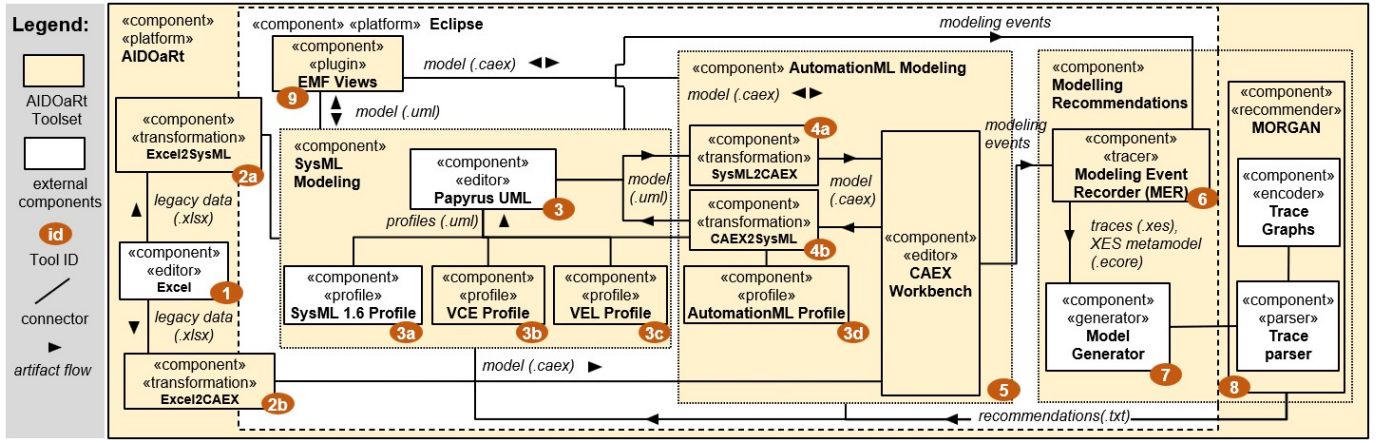 Legend:
AIDOaRt
Toolset
external
components
id
Tool ID
connector
artifact flow
«component»
«platform»
AIDOaRt
«component»
«transformation»
Excel2SysML
2a
legacy data
(.xlsx)
«component»
«editor»
Excel
1
legacy data
(.xlsx)
«component»
«transformation»
Excel2CAEX
2b
«component» «platform» Eclipse
«component»
«plugin»
EMF Views
9
model (.caex)
model (.uml)
«component»
SysML
Modeling
«component»
«editor»
Papyrus UML
3
profiles (.uml)
«component»
«profile»
SysML 1.6 Profile
3a
«component»
«profile»
VCE Profile
3b
«component»
«profile»
VEL Profile
3c
model (.caex)
model
(.uml)
«component» AutomationML Modeling
model (.caex)
«component»
«transformation»
SysML2CAEX
4a
«component»
«transformation»
CAEX2SysML
4b
model
(.caex)
«component»
«profile»
AutomationML Profile
3d
«component»
«editor»
CAEX
Workbench
5
modeling events
modeling
events
«component»
Modelling
Recommendations
«component»
«tracer»
Modeling Event
Recorder (MER)
6
traces (.xes),
XES metamodel
(.ecore)
«component»
«generator»
Model
Generator
7
«component»
«recommender»
MORGAN
«component»
«encoder»
Trace
Graphs
«component»
«parser»
Trace
parser
8
recommendations(.txt)